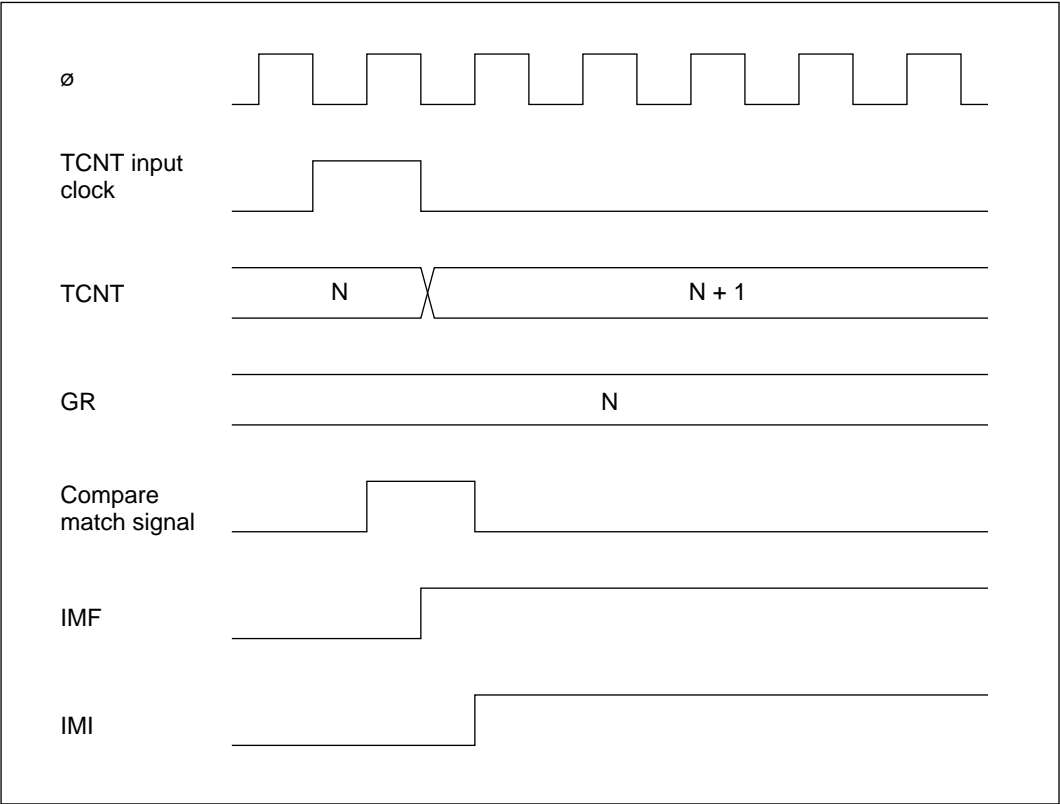 ø
TCNT input
clock
TCNT
N
N + 1
GR
N
Compare
match signal
IMF
IMI